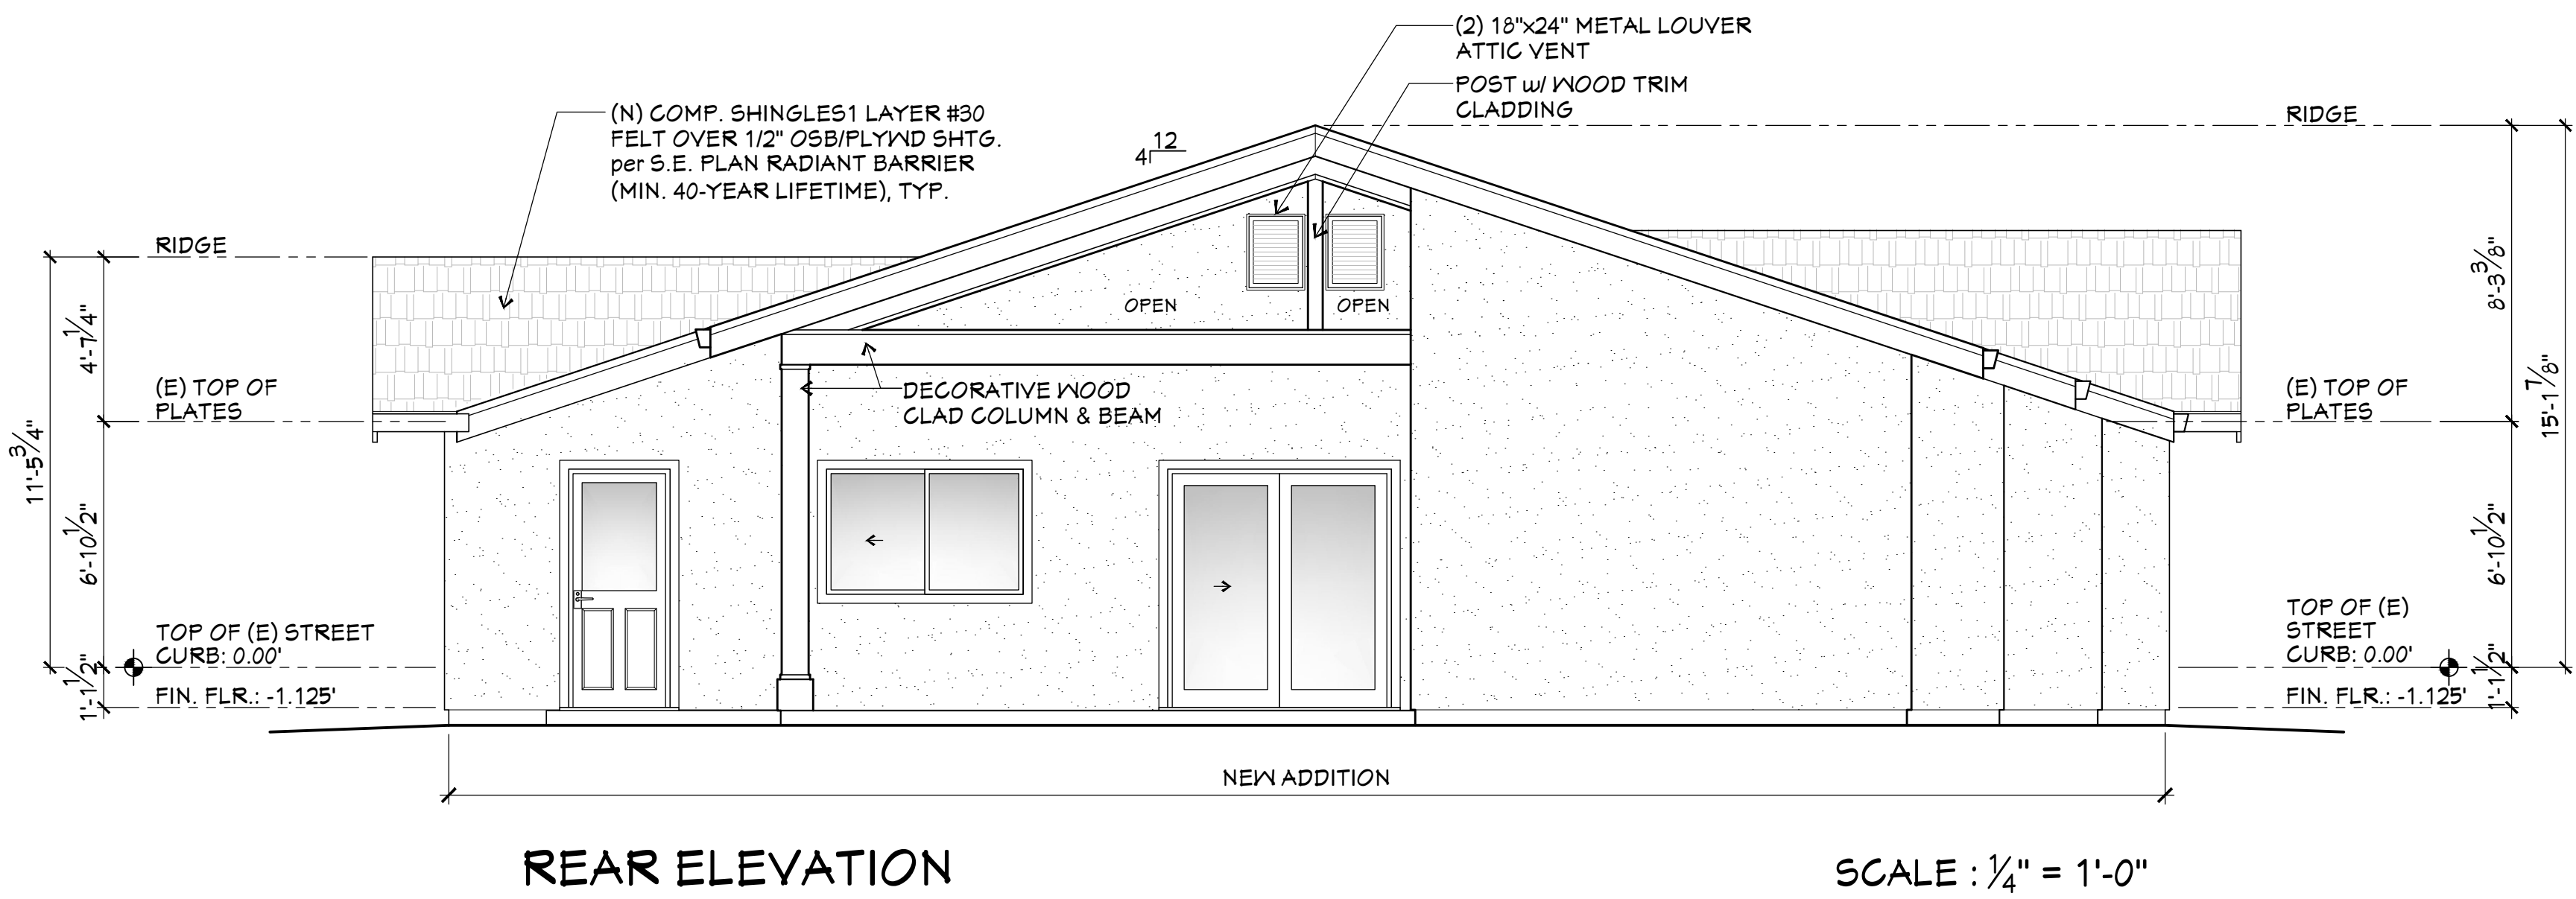 (2) 18"x24" METAL LOUVER
ATTIC VENT
POST w/ WOOD TRIM
CLADDING
(N) COMP. SHINGLES1 LAYER #30
FELT OVER 1/2" OSB/PLYWD SHTG.
per S.E. PLAN RADIANT BARRIER
(MIN. 40-YEAR LIFETIME), TYP.
12
4
RIDGE
RIDGE
OPEN
OPEN
4'-7 1/4"
8'-3 3/8"
(E) TOP OF
PLATES
DECORATIVE WOOD
CLAD COLUMN & BEAM
(E) TOP OF
PLATES
15'-1 7/8"
11'-5 3/4"
6'-10 1/2"
6'-10 1/2"
TOP OF (E) STREET
CURB: 0.00'
FIN. FLR.: -1.125'
1'-1 1/2"
TOP OF (E)
STREET
CURB: 0.00'
FIN. FLR.: -1.125'
1'-1 1/2"
NEW ADDITION
REAR ELEVATION
SCALE : 1/4" = 1'-0"